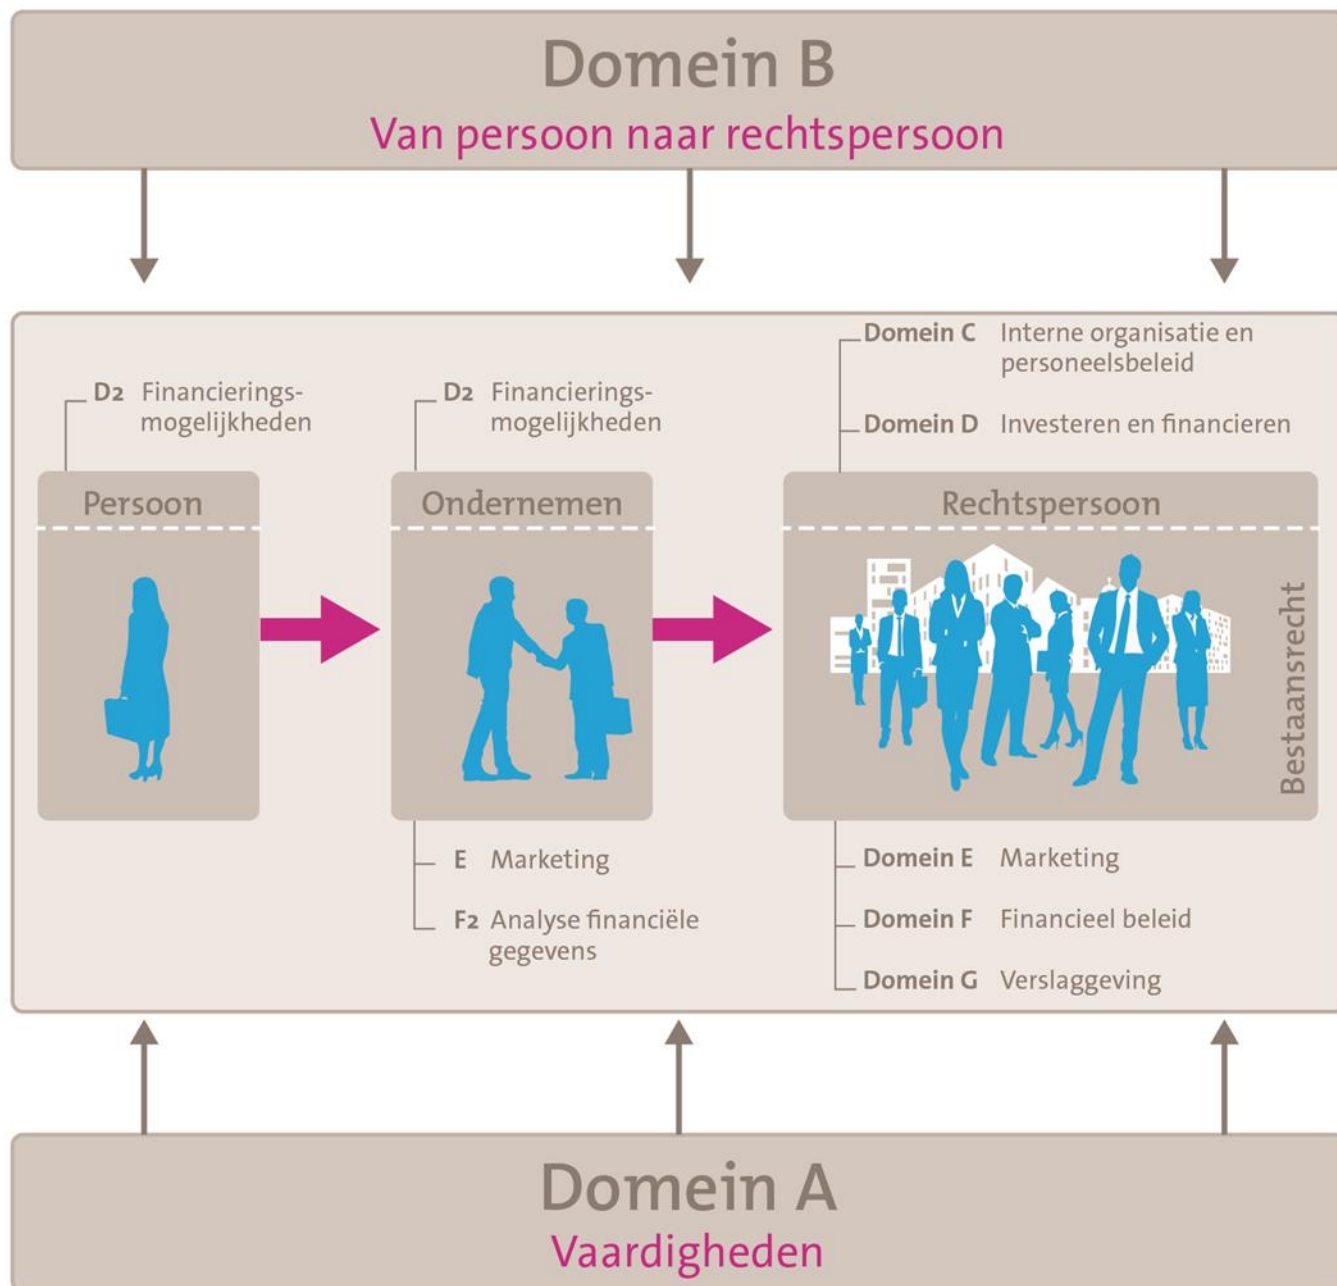 Domein B
Van persoon naar rechtspersoon
D2 Financierings-
mogelijkheden
Persoon
D2 Financierings-
mogelijkheden
Ondernemen
E Marketing
F2 Analyse financiële
gegevens
Domein C Interne organisatie en
personeelsbeleid
Domein D Investeren en financieren
Rechtspersoon
Bestaansrecht
Domein E Marketing
Domein F Financieel beleid
Domein G Verslaggeving
Domein A
Vaardigheden